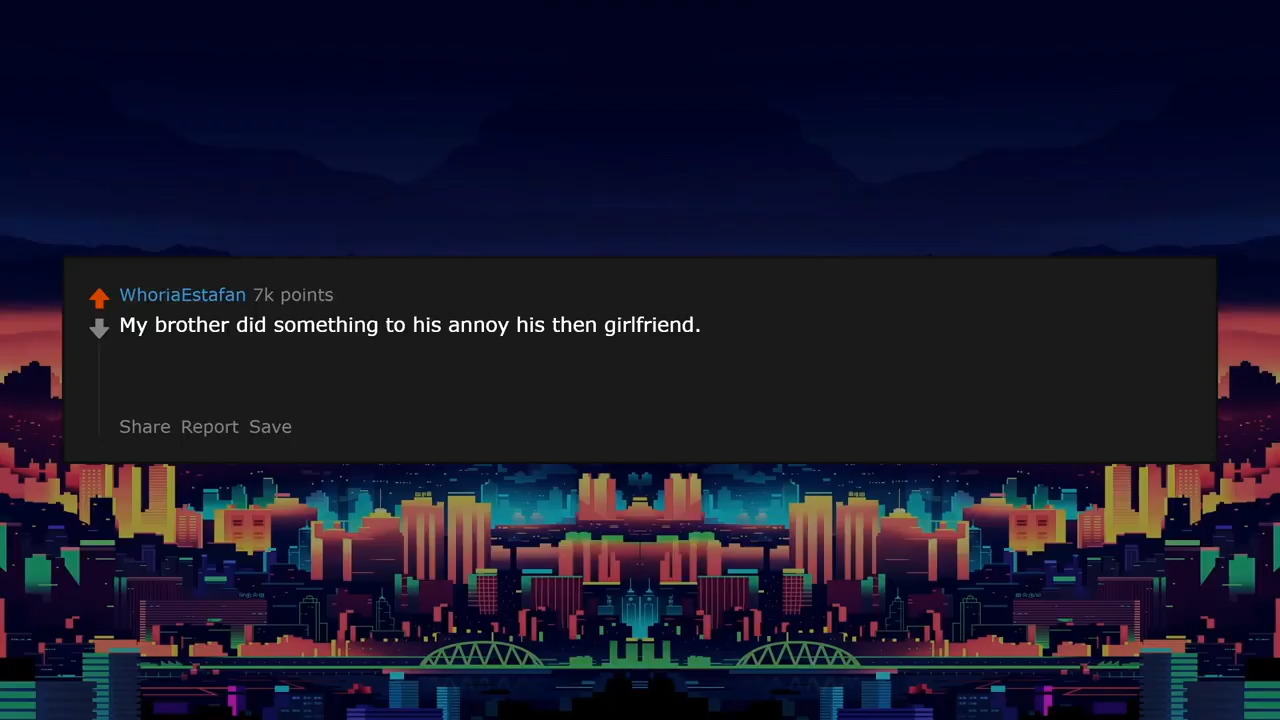 WhoriaEstafan 7k points
My brother did something to his annoy his then girlfriend.
Share Report Save